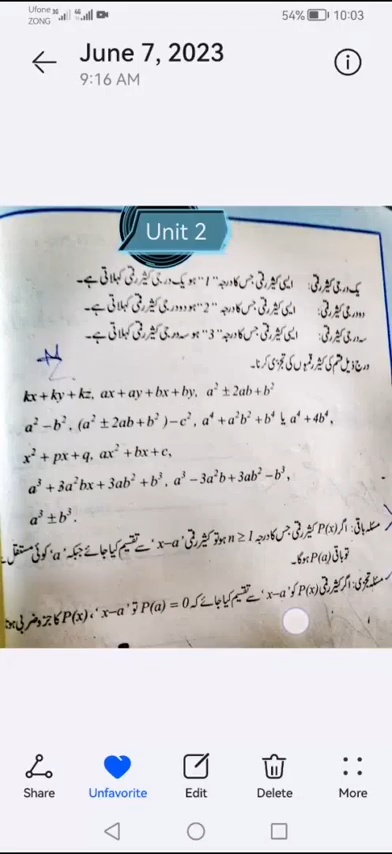 Ufone 3G 4G
ZONG
54% 10:03
June 7, 2023
9:16 AM
Unit 2
یک درجی کثیر رقمی: ایسی کثیر رقمی جس کا درجہ "1" ہو یک درجی کثیر رقمی کہلاتی ہے۔
دو درجی کثیر رقمی: ایسی کثیر رقمی جس کا درجہ "2" ہو دو درجی کثیر رقمی کہلاتی ہے۔
سہ درجی کثیر رقمی: ایسی کثیر رقمی جس کا درجہ "3" ہو سہ درجی کثیر رقمی کہلاتی ہے۔
درج ذیل قسم کی کثیر رقمیوں کی تجزی کرنا۔
kx + ky + kz, ax + ay + bx + by, a² ± 2ab + b²
a² – b², (a² ± 2ab + b²) – c², a⁴ + a²b² + b⁴ یا a⁴ + 4b⁴,
x² + px + q, ax² + bx + c,
a³ + 3a²bx + 3ab² + b³, a³ – 3a²b + 3ab² – b³,
a³ ± b³.
مسئلہ باقی: اگر P(x) کثیر رقمی جس کا درجہ n ≥ 1 ہو تو کثیر رقمی 'x–a' سے تقسیم کیا جائے جبکہ 'a' کوئی مستقل
تو باقی P(a) ہوگا۔
مسئلہ تجزی: اگر کثیر رقمی P(x) کو 'x–a' سے تقسیم کیا جائے کہ P(a) = 0 تو 'x–a'، P(x) کا جزو ضربی
Share
Unfavorite
Edit
Delete
More